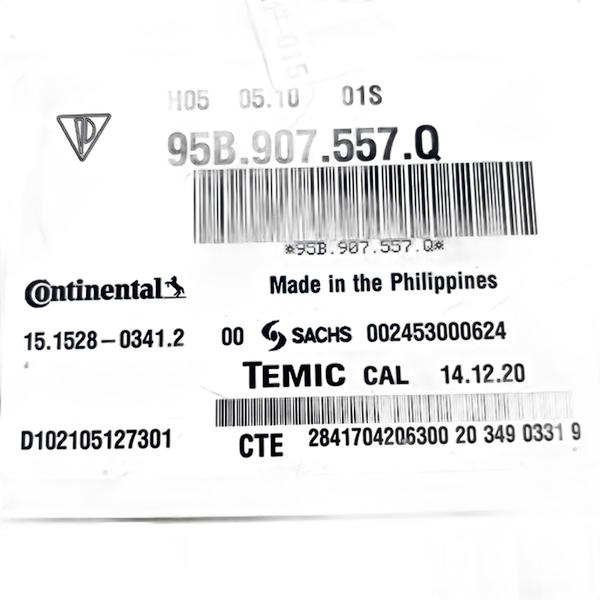 #-015
H05 05.10 01S
95B.907.557.Q
*95B.907.557.Q*
Continental
Made in the Philippines
15.1528-0341.2 00 SACHS 002453000624
TEMIC CAL 14.12.20
D102105127301 CTE 2841704206300 20 349 0331 9